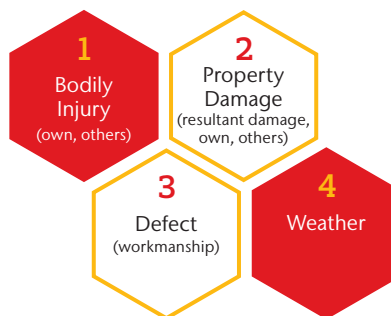 1
Bodily
Injury
(own, others)
2
Property
Damage
(resultant damage,
own, others)
3
Defect
(workmanship)
4
Weather